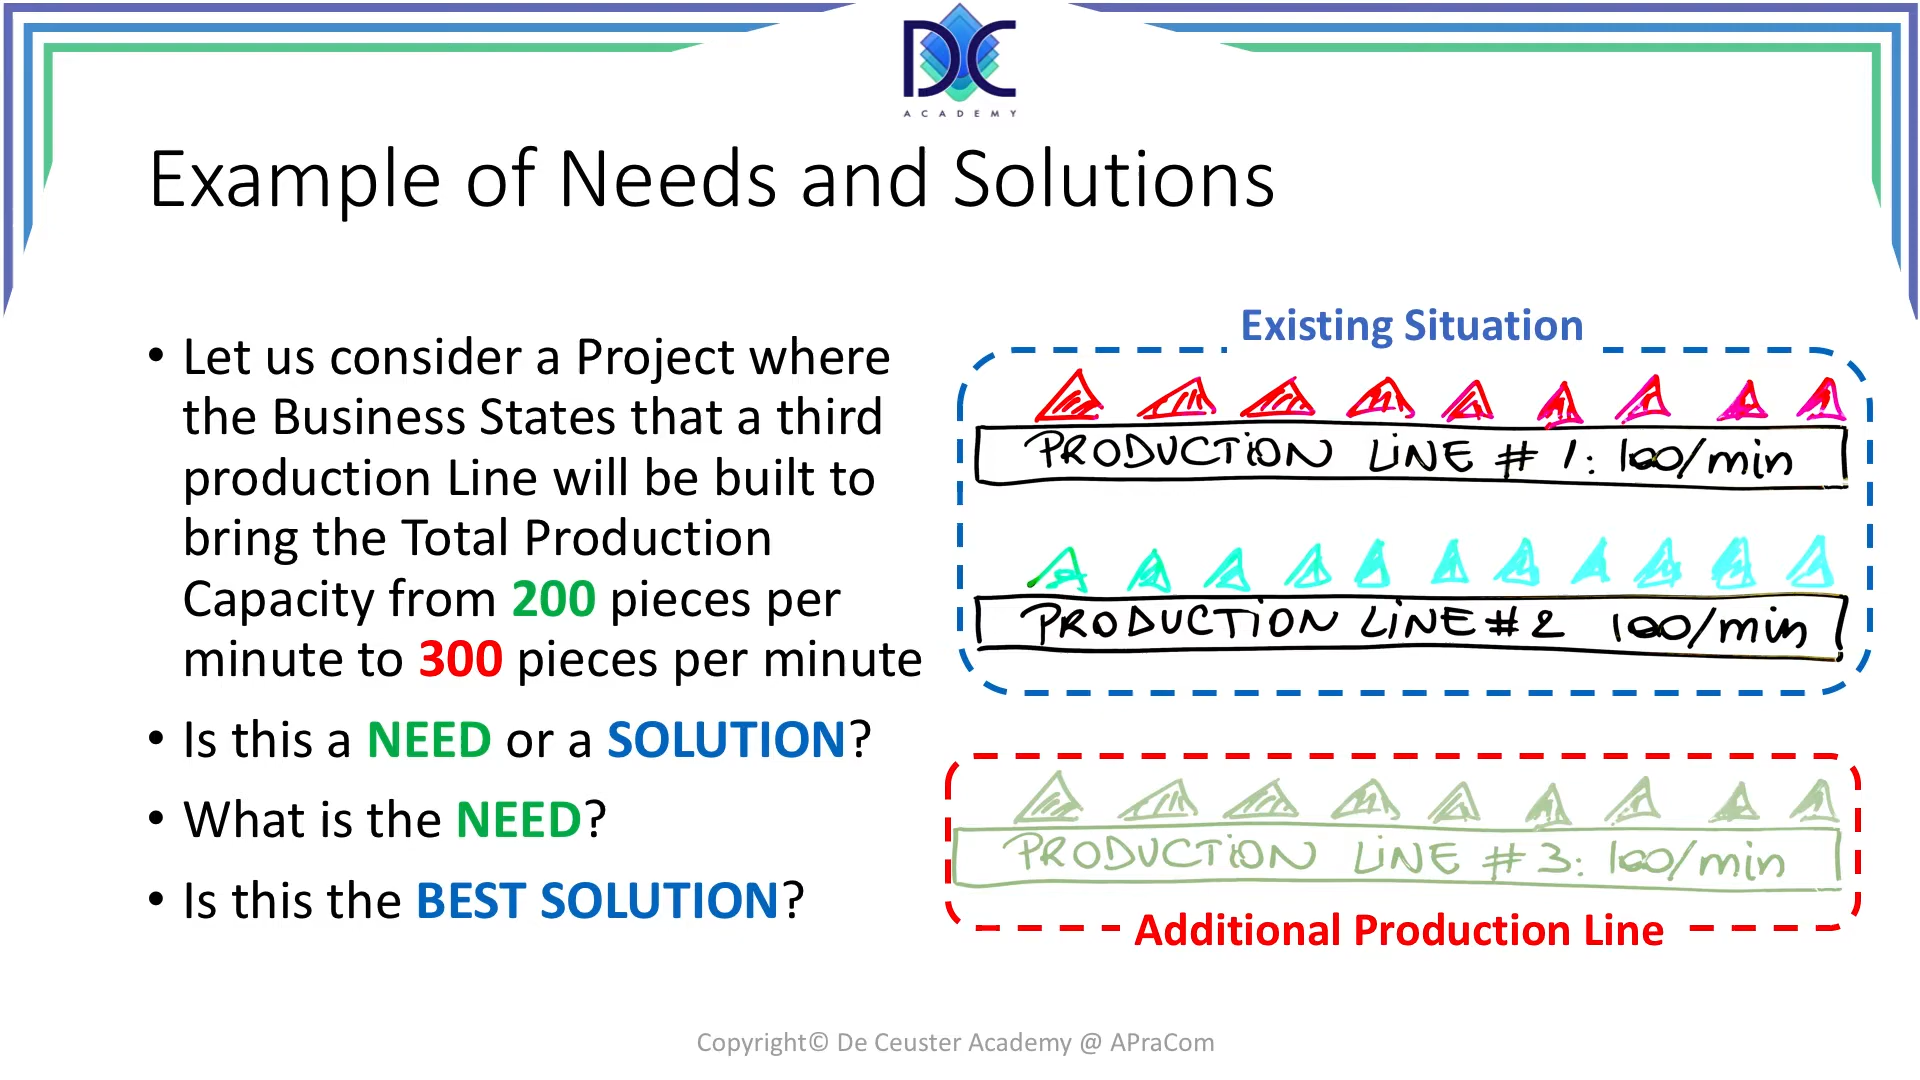 DC
ACADEMY
Example of Needs and Solutions
• Let us consider a Project where
the Business States that a third
production Line will be built to
bring the Total Production
Capacity from 200 pieces per
minute to 300 pieces per minute
• Is this a NEED or a SOLUTION?
• What is the NEED?
• Is this the BEST SOLUTION?
Existing Situation
PRODUCTION LINE # 1: 100/min
PRODUCTION LINE #2 100/min
PRODUCTION LINE # 3: 100/min
Additional Production Line
Copyright© De Ceuster Academy @ APraCom